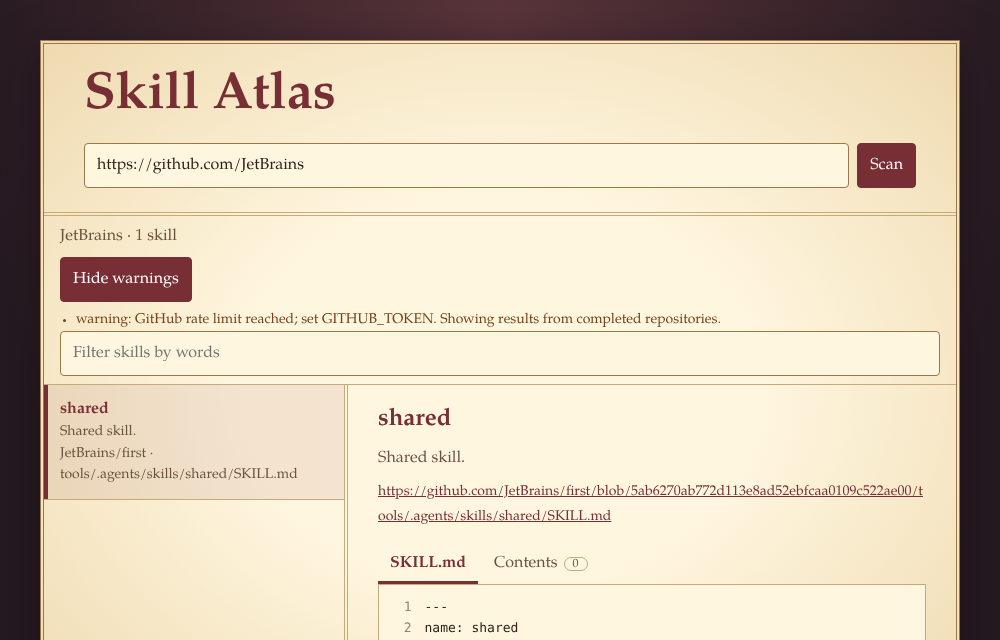 Skill Atlas
https://github.com/JetBrains
Scan
JetBrains · 1 skill
Hide warnings
• warning: GitHub rate limit reached; set GITHUB_TOKEN. Showing results from completed repositories.
Filter skills by words
shared
Shared skill.
JetBrains/first ·
tools/.agents/skills/shared/SKILL.md
shared
Shared skill.
https://github.com/JetBrains/first/blob/5ab6270ab772d113e8ad52ebfcaa0109c522ae00/t
ools/.agents/skills/shared/SKILL.md
SKILL.md Contents 0
1 ---
2 name: shared